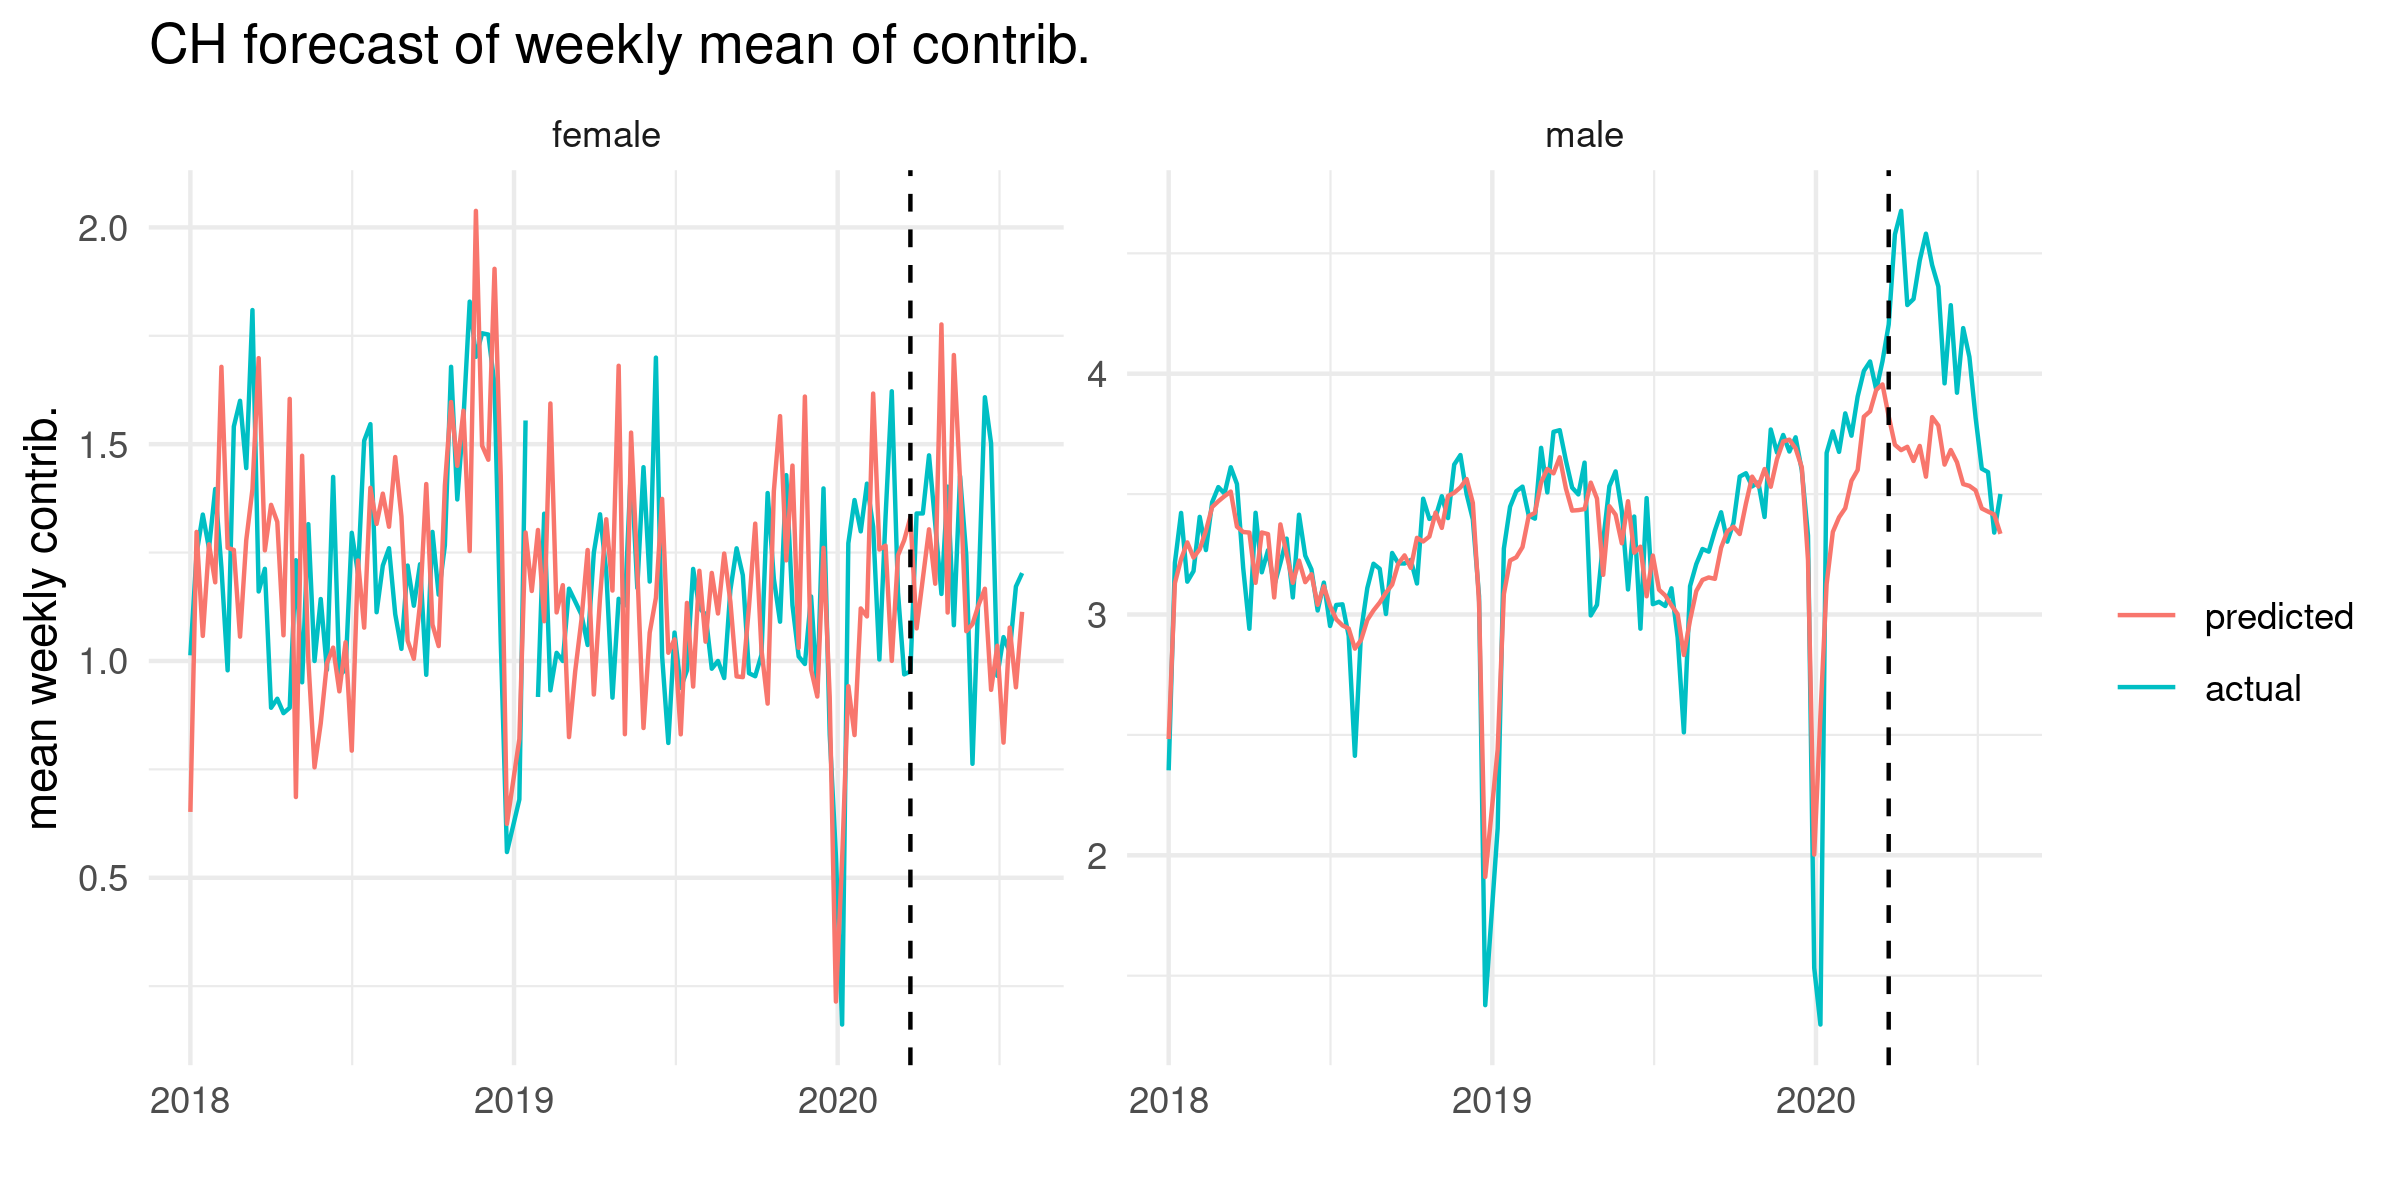 CH forecast of weekly mean of contrib.
female
male
mean weekly contrib.
2.0
1.5
1.0
0.5
4
3
2
2018
2019
2020
2018
2019
2020
predicted
actual